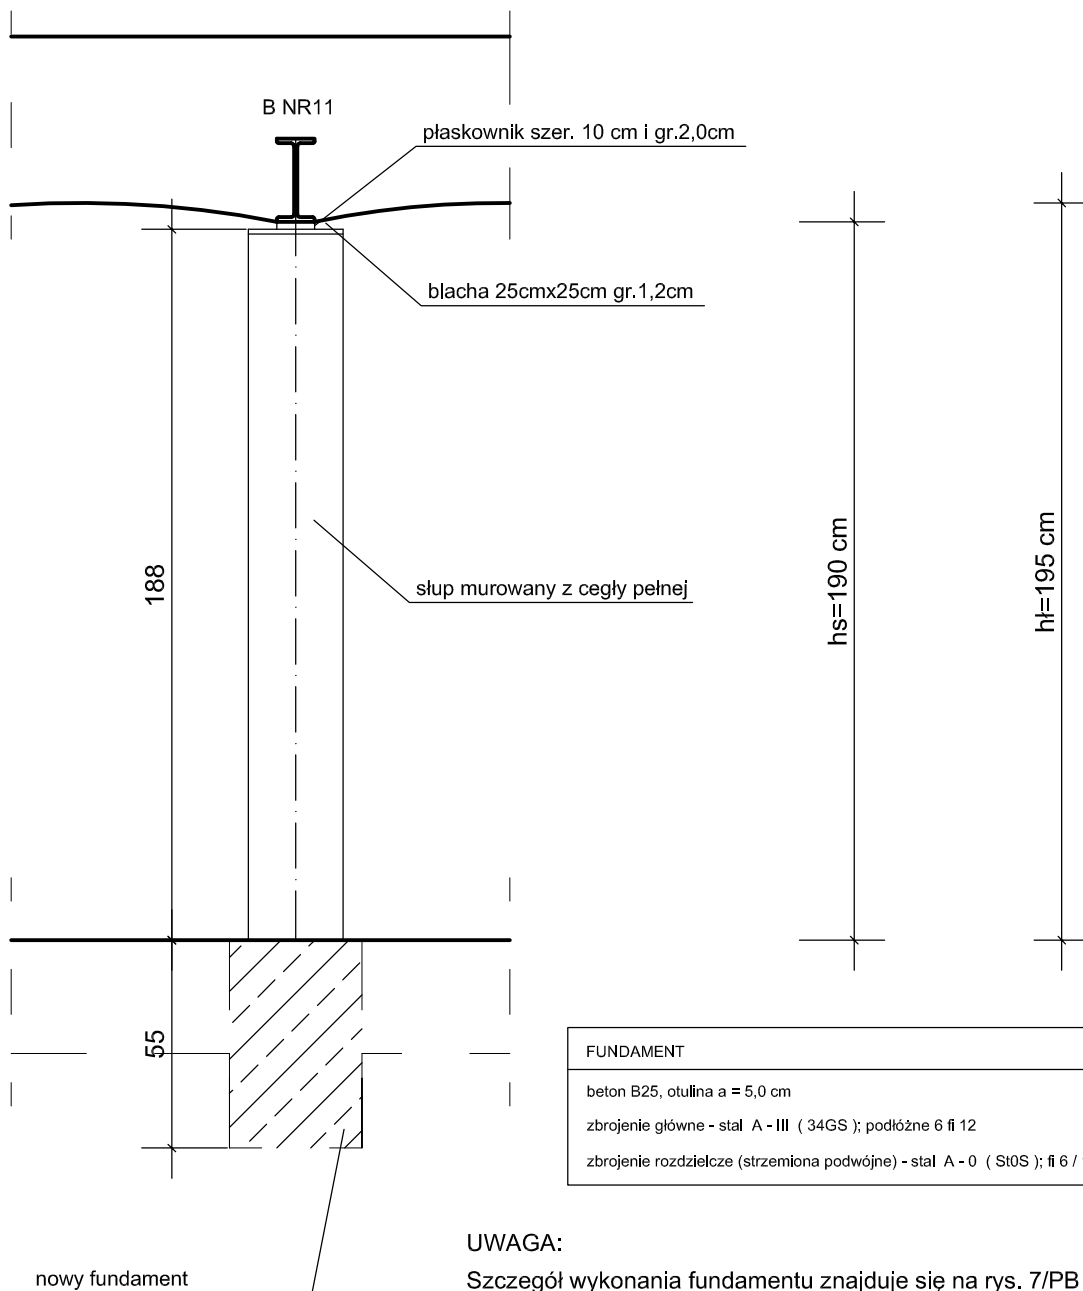 B NR11
płaskownik szer. 10 cm i gr.2,0cm
blacha 25cmx25cm gr.1,2cm
188
słup murowany z cegły pełnej
hs=190 cm
hł=195 cm
55
FUNDAMENT
beton B25, otulina a = 5,0 cm
zbrojenie główne - stal A - III ( 34GS ); podłóżne 6 fi 12
zbrojenie rozdzielcze (strzemiona podwójne) - stal A - 0 ( St0S ); fi 6 /
UWAGA:
nowy fundament
Szczegół wykonania fundamentu znajduje się na rys. 7/PB